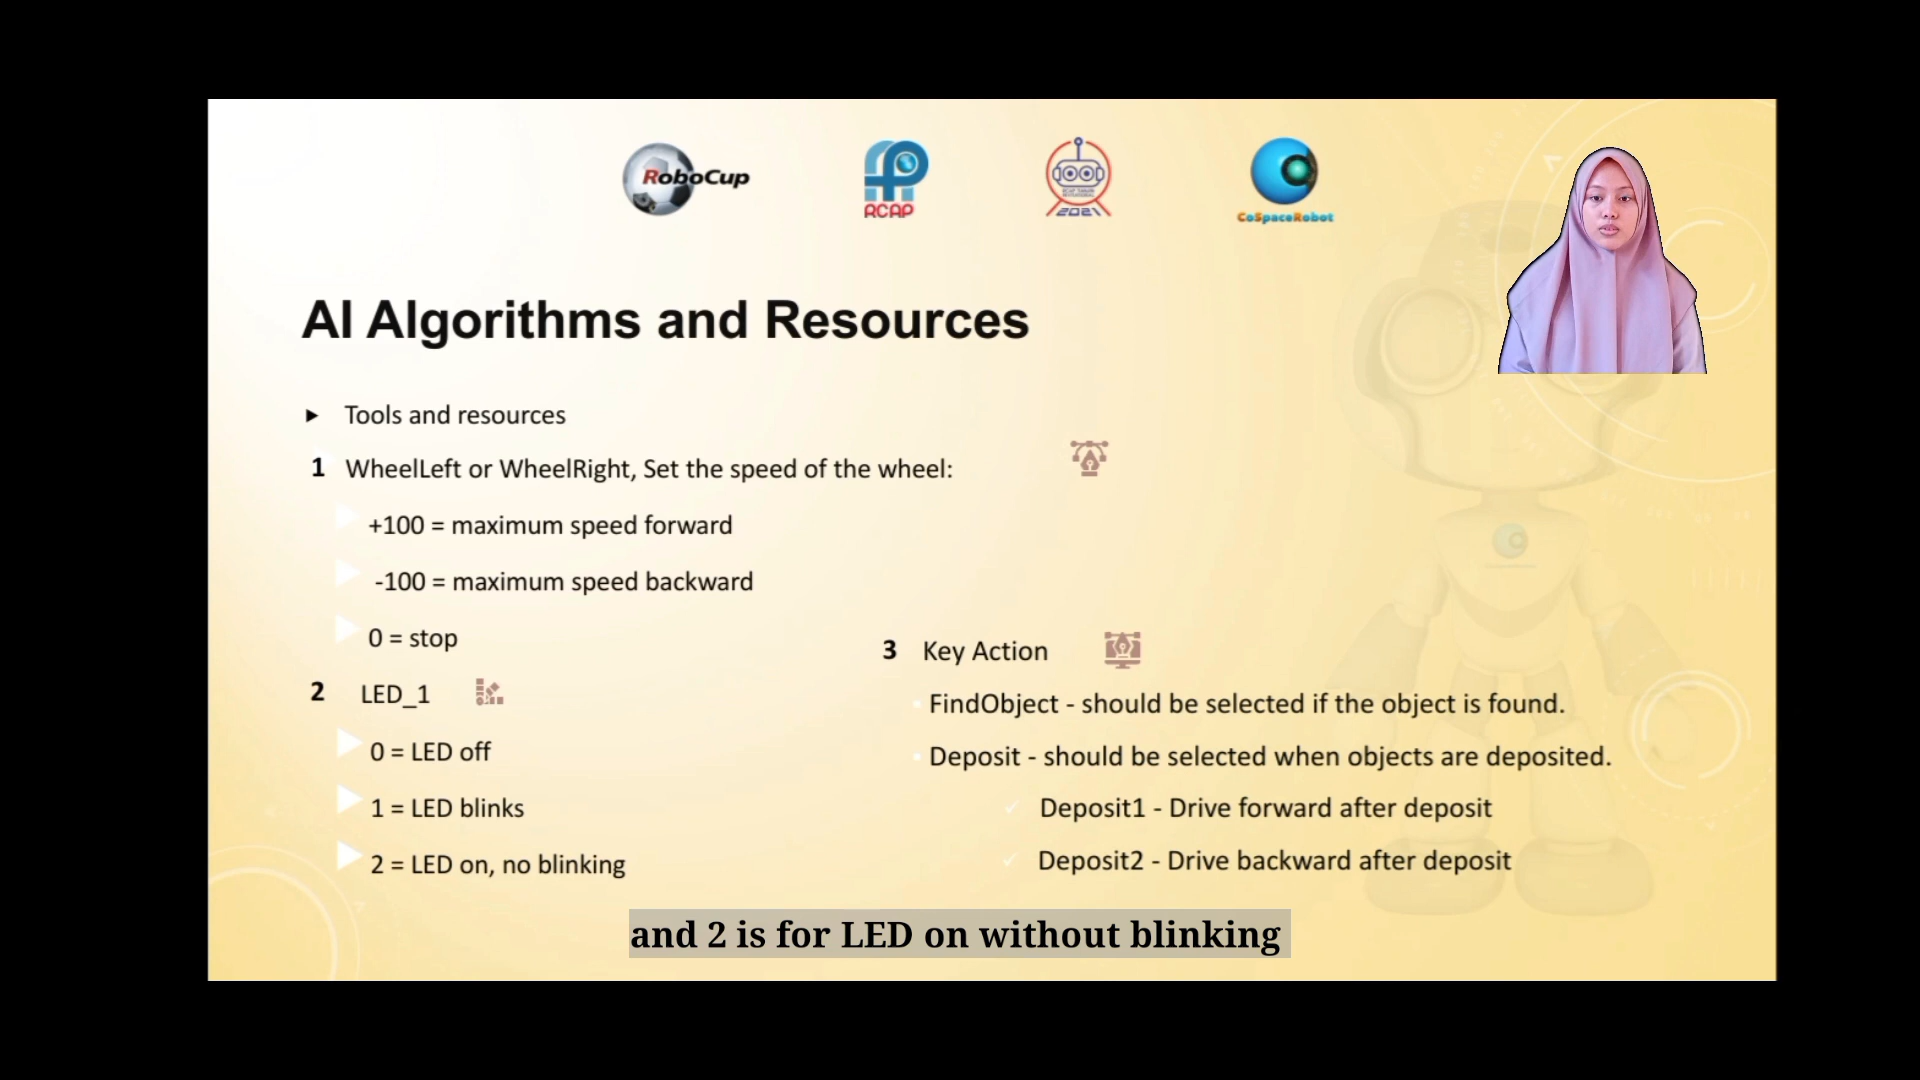 RoboCup
RCAP
2021
CoSpaceRobot
AI Algorithms and Resources
Tools and resources
1 WheelLeft or WheelRight, Set the speed of the wheel:
+100 = maximum speed forward
-100 = maximum speed backward
0 = stop
2 LED_1
0 = LED off
1 = LED blinks
2 = LED on, no blinking
3 Key Action
FindObject - should be selected if the object is found.
Deposit - should be selected when objects are deposited.
Deposit1 - Drive forward after deposit
Deposit2 - Drive backward after deposit
and 2 is for LED on without blinking